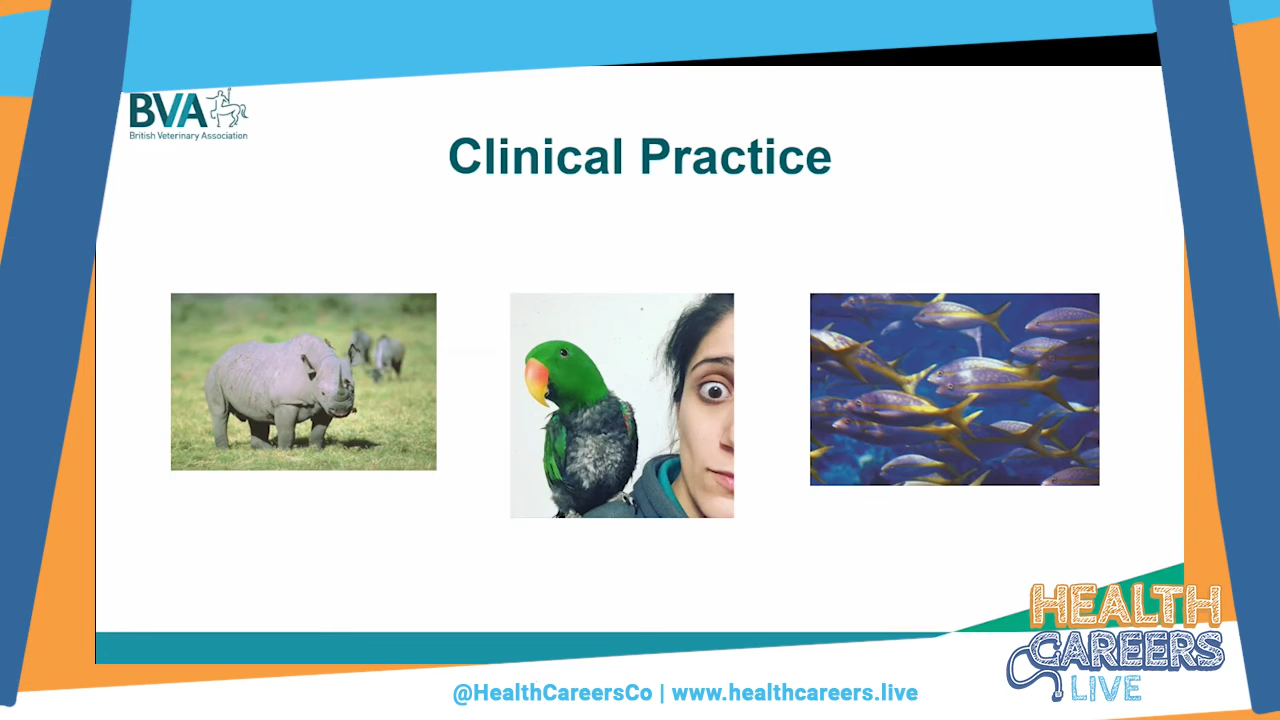 BVA
British Veterinary Association
Clinical Practice
HEALTH
CAREERS
LIVE
@HealthCareersCo | www.healthcareers.live